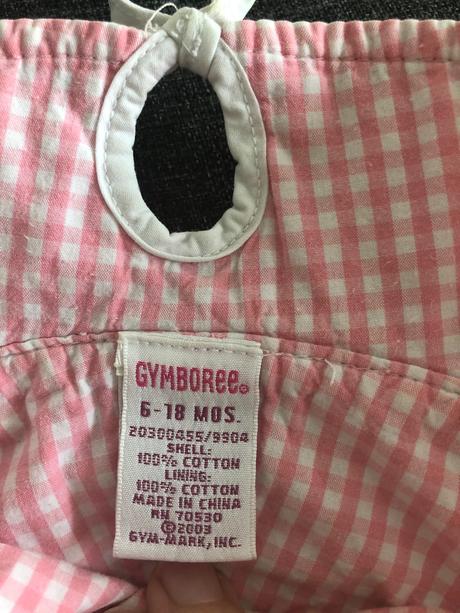 GYMBOREE®
6-18 MOS.
20300455/9904
SHELL:
100% COTTON
LINING:
100% COTTON
MADE IN CHINA
RN 70530
©2003
GYM-MARK, INC.